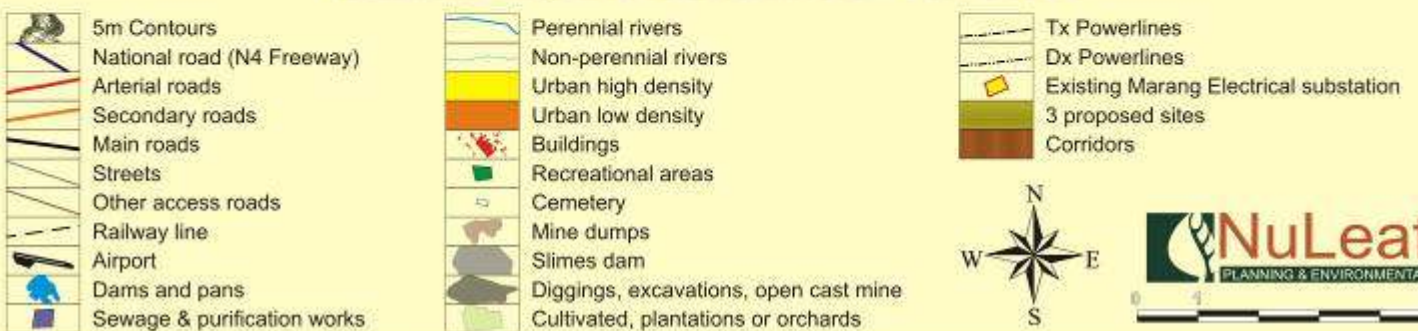 5m Contours
National road (N4 Freeway)
Arterial roads
Secondary roads
Main roads
Streets
Other access roads
Railway line
Airport
Dams and pans
Sewage & purification works
Perennial rivers
Non-perennial rivers
Urban high density
Urban low density
Buildings
Recreational areas
Cemetery
Mine dumps
Slimes dam
Diggings, excavations, open cast mine
Cultivated, plantations or orchards
Tx Powerlines
Dx Powerlines
Existing Marang Electrical substation
3 proposed sites
Corridors
N
W E
S
NuLeaf
PLANNING & ENVIRONMENTA
0 4